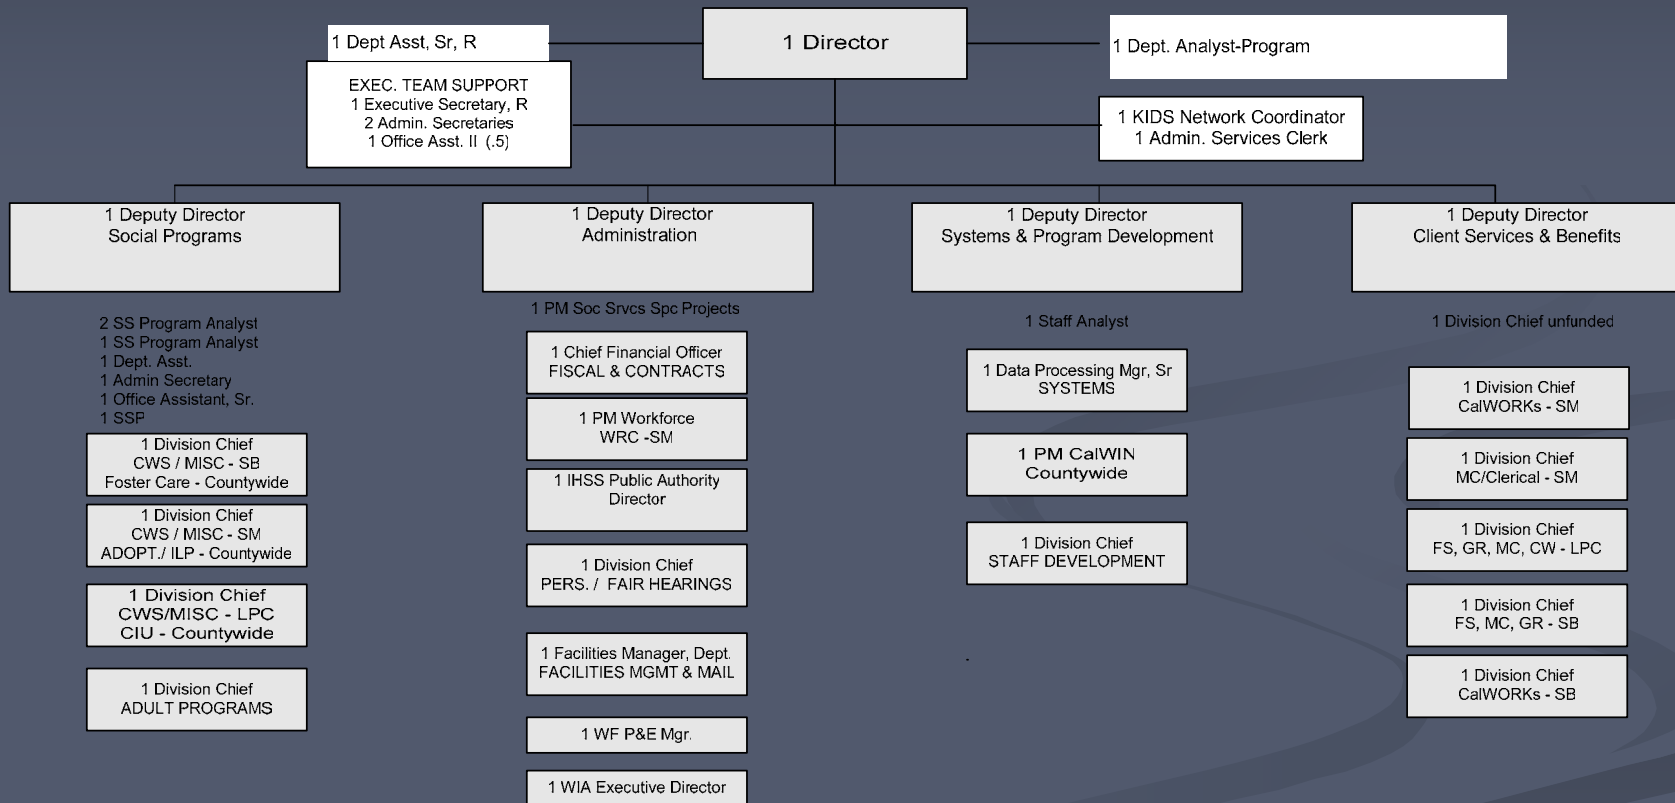 1 Dept Asst, Sr, R
1 Director
1 Dept. Analyst-Program
EXEC. TEAM SUPPORT
1 Executive Secretary, R
2 Admin. Secretaries
1 Office Asst. II (.5)
1 KIDS Network Coordinator
1 Admin. Services Clerk
1 Deputy Director
Social Programs
2 SS Program Analyst
1 SS Program Analyst
1 Dept. Asst.
1 Admin Secretary
1 Office Assistant, Sr.
1 SSP
1 Division Chief
CWS / MISC - SB
Foster Care - Countywide
1 Division Chief
CWS / MISC - SM
ADOPT./ ILP - Countywide
1 Division Chief
CWS/MISC - LPC
CIU - Countywide
1 Division Chief
ADULT PROGRAMS
1 Deputy Director
Administration
1 PM Soc Srvcs Spc Projects
1 Chief Financial Officer
FISCAL & CONTRACTS
1 PM Workforce
WRC -SM
1 IHSS Public Authority
Director
1 Division Chief
PERS. / FAIR HEARINGS
1 Facilities Manager, Dept.
FACILITIES MGMT & MAIL
1 WF P&E Mgr.
1 WIA Executive Director
1 Deputy Director
Systems & Program Development
1 Staff Analyst
1 Data Processing Mgr, Sr
SYSTEMS
1 PM CalWIN
Countywide
1 Division Chief
STAFF DEVELOPMENT
.
1 Deputy Director
Client Services & Benefits
1 Division Chief unfunded
1 Division Chief
CalWORKs - SM
1 Division Chief
MC/Clerical - SM
1 Division Chief
FS, GR, MC, CW - LPC
1 Division Chief
FS, MC, GR - SB
1 Division Chief
CalWORKs - SB